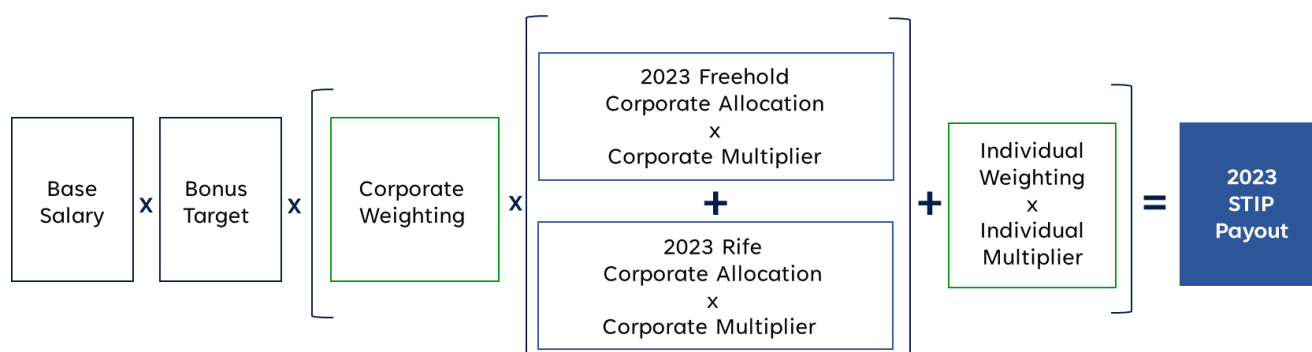 Base
Salary
x
Bonus
Target
x
Corporate
Weighting
x
2023 Freehold
Corporate Allocation
x
Corporate Multiplier
+
2023 Rife
Corporate Allocation
x
Corporate Multiplier
+
Individual
Weighting
x
Individual
Multiplier
=
2023
STIP
Payout